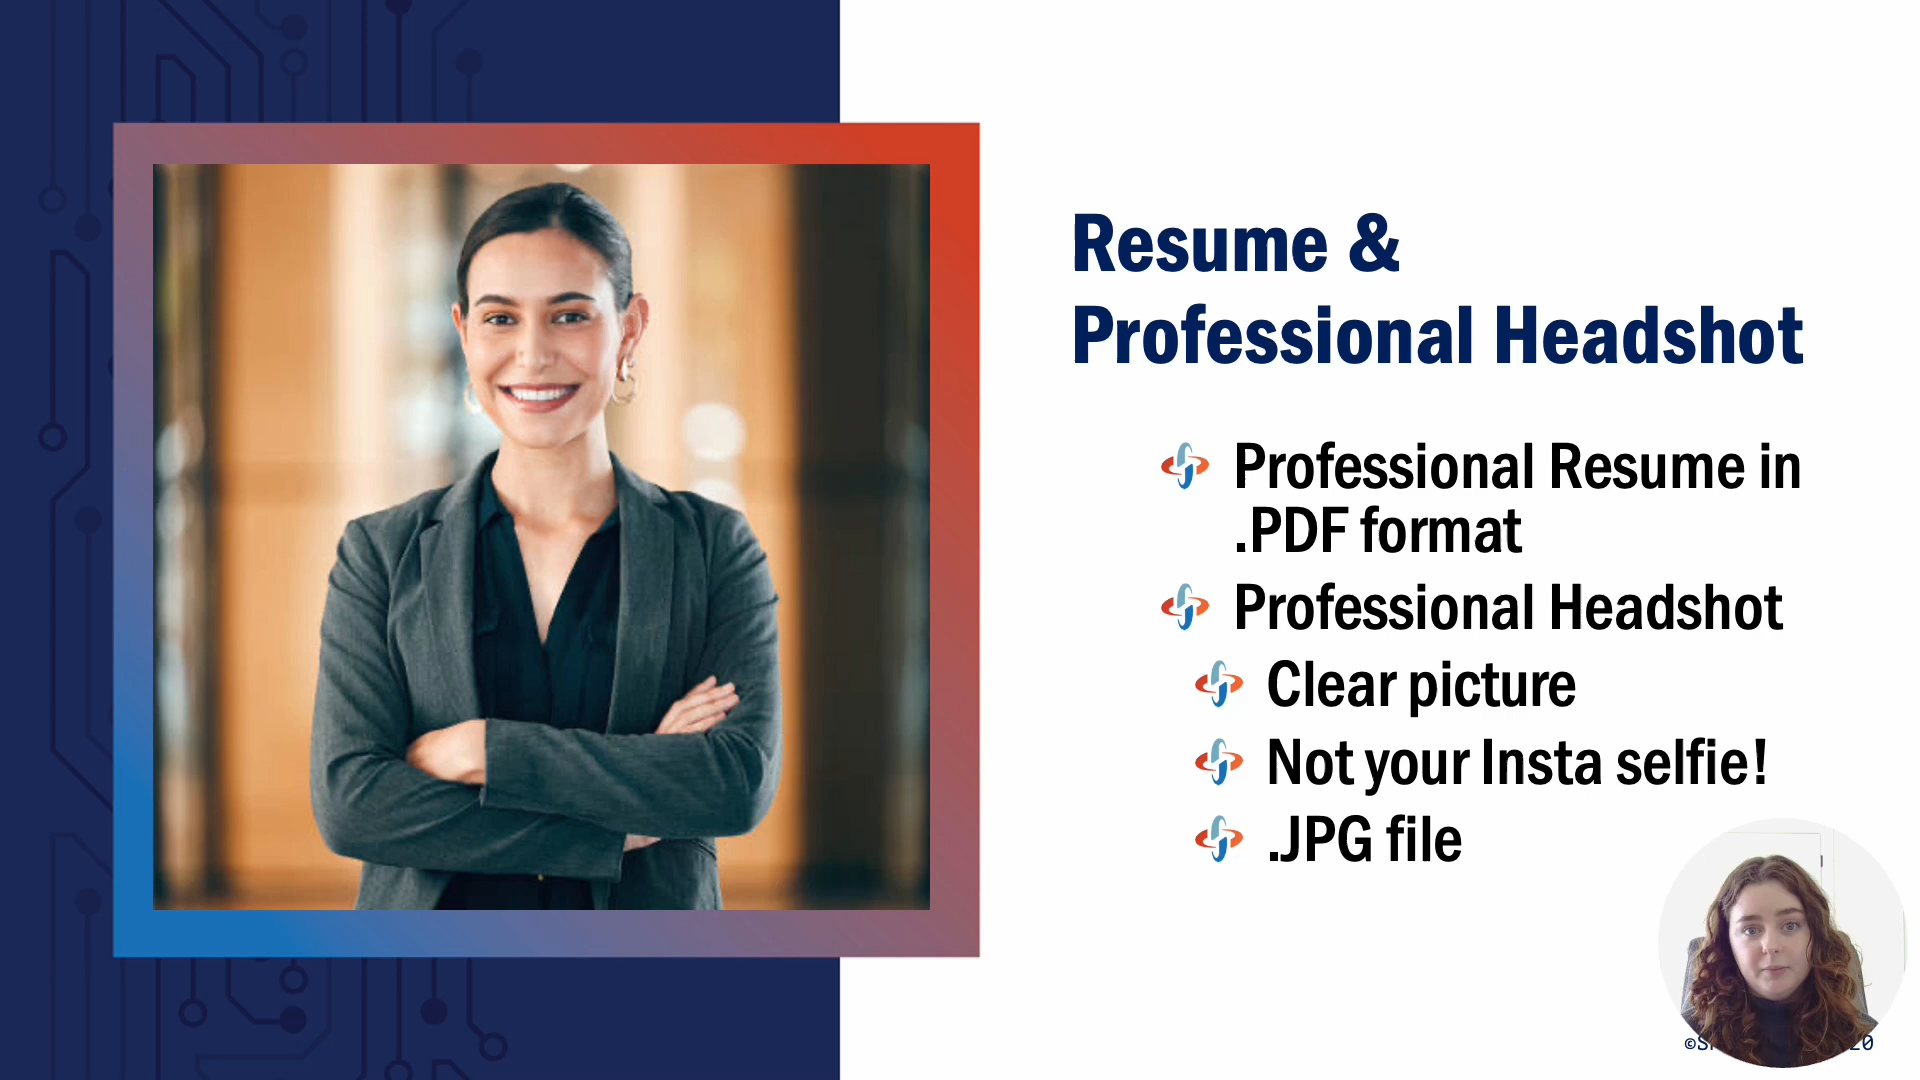 Resume &
Professional Headshot
Professional Resume in
.PDF format
Professional Headshot
Clear picture
Not your Insta selfie!
.JPG file